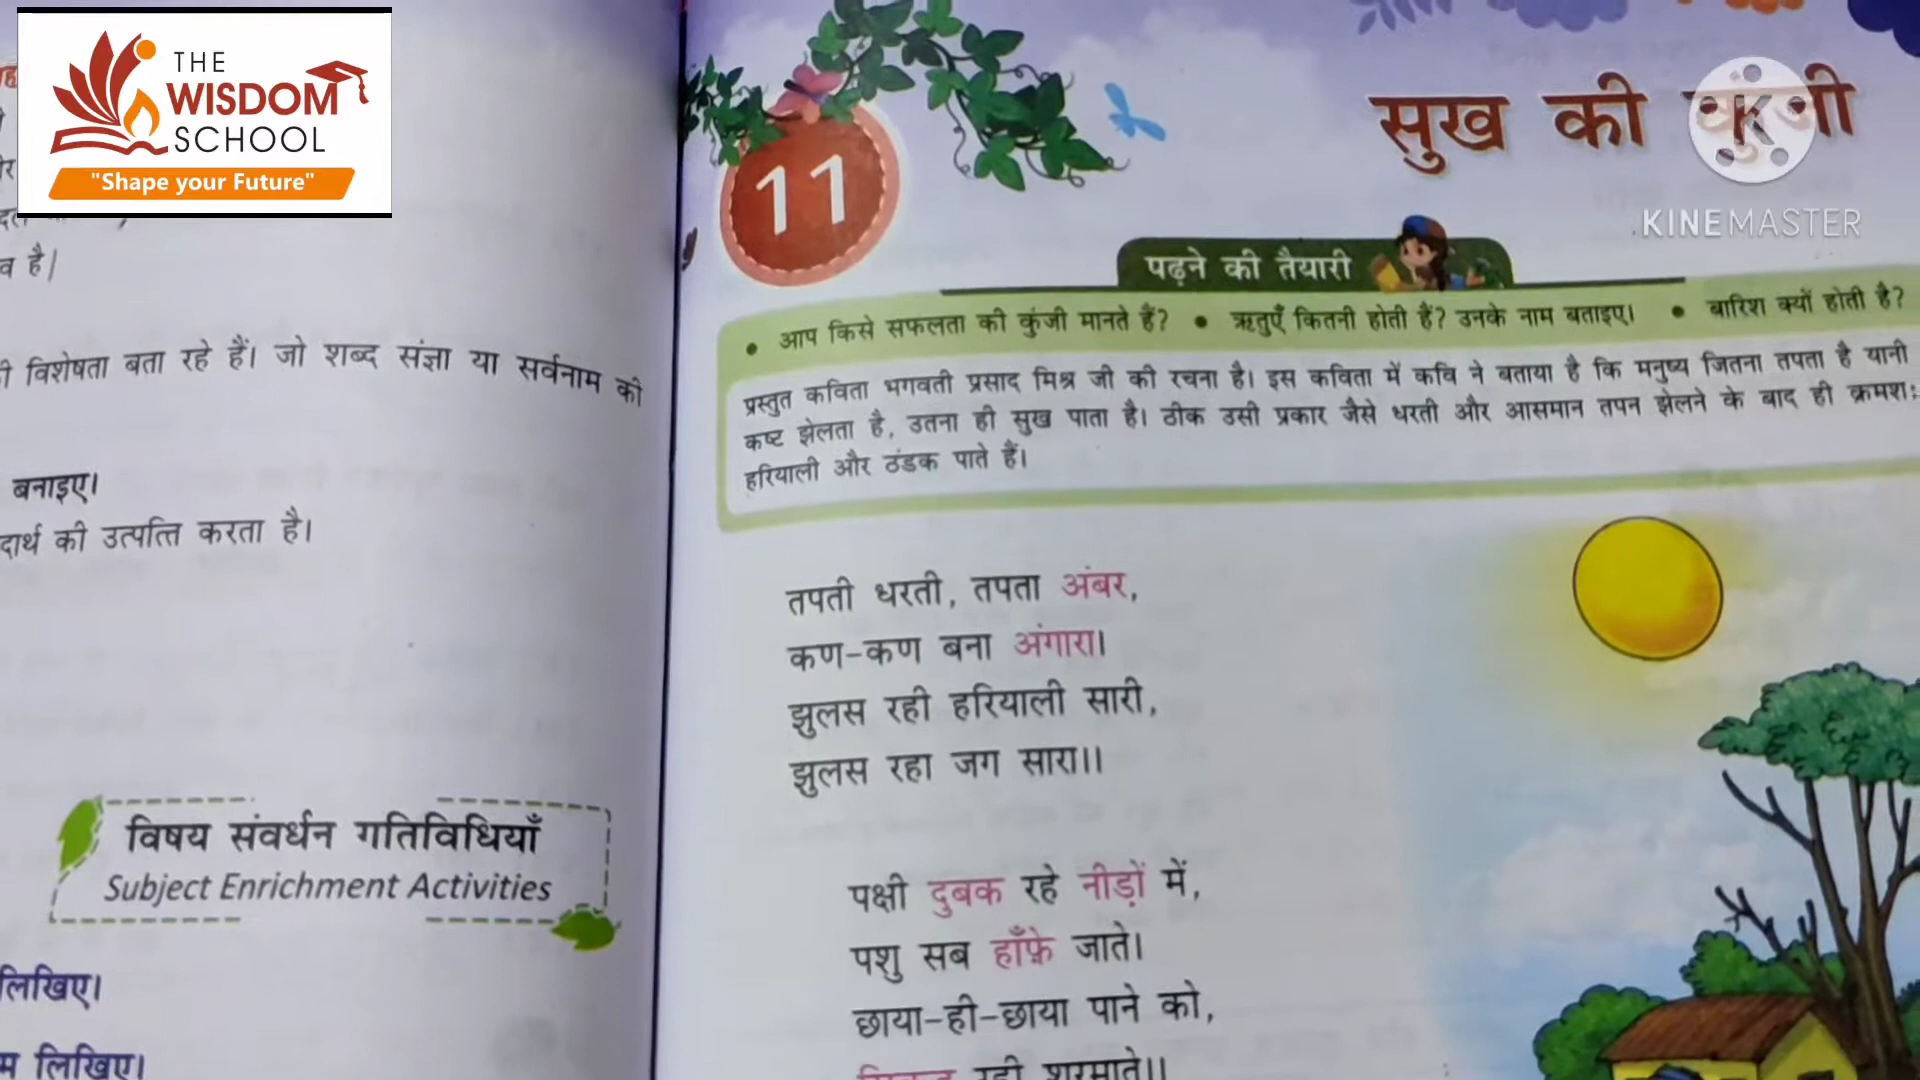 THE
WISDOM
SCHOOL
"Shape your Future"
व है।
विशेषता बता रहे हैं। जो शब्द संज्ञा या सर्वनाम की
बनाइए।
की उत्पत्ति करता है।
विषय संवर्धन गतिविधियाँ
Subject Enrichment Activities
लिखिए।
लिखिए।
11
सुख की
KINEMASTER
पढ़ने की तैयारी
• आप किसे सफलता की कुंजी मानते हैं? • ऋतुएँ कितनी होती हैं? उनके नाम बताइए। • बारिश क्यों होती है?
प्रस्तुत कविता भगवती प्रसाद मिश्र जी की रचना है। इस कविता में कवि ने बताया है कि मनुष्य जितना तपता है यानी
कष्ट झेलता है, उतना ही सुख पाता है। ठीक उसी प्रकार जैसे धरती और आसमान तपन झेलने के बाद ही क्रमशः
हरियाली और ठंडक पाते हैं।
तपती धरती, तपता अंबर,
कण-कण बना अंगारा।
झुलस रही हरियाली सारी,
झुलस रहा जग सारा।।
पक्षी दुबक रहे नीड़ों में,
पशु सब हाँफ़े जाते।
छाया-ही-छाया पाने को,
रही शरमाते।।